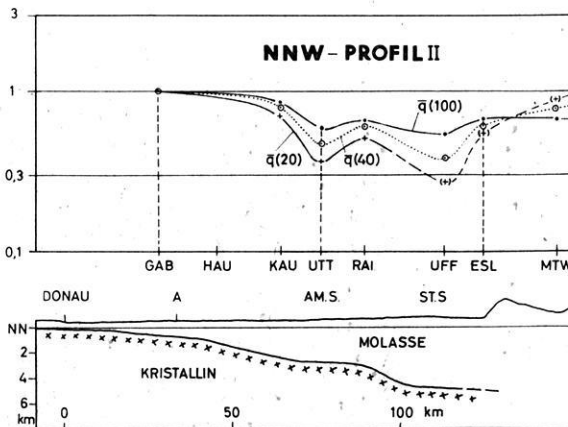 3
NNW – PROFIL II
1
q̄(100)
q̄(20)
q̄(40)
0,3
0,1
GAB HAU KAU UTT RAI UFF ESL MTW
DONAU A AM.S. ST.S
NN
MOLASSE
2
KRISTALLIN
4
6
km 0 50 100 km